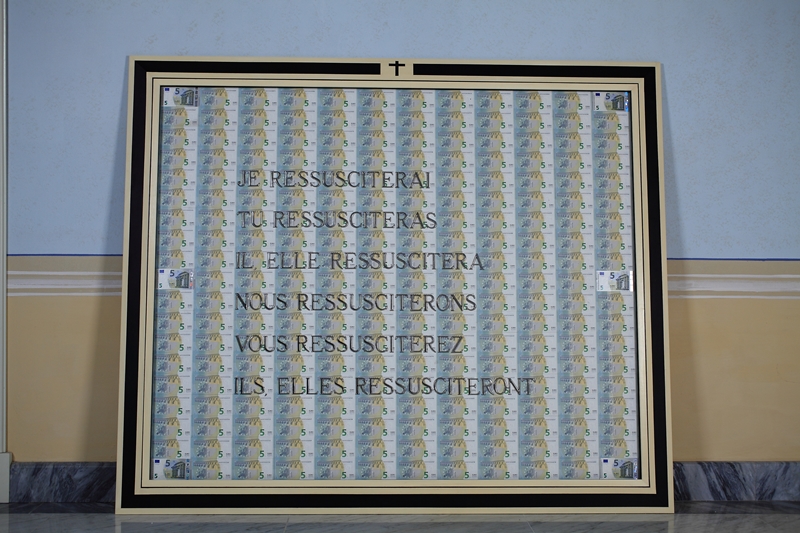 JE RESSUSCITERAI
TU RESSUSCITERAS
IL, ELLE RESSUSCITERA
NOUS RESSUSCITERONS
VOUS RESSUSCITEREZ
ILS, ELLES RESSUSCITERONT